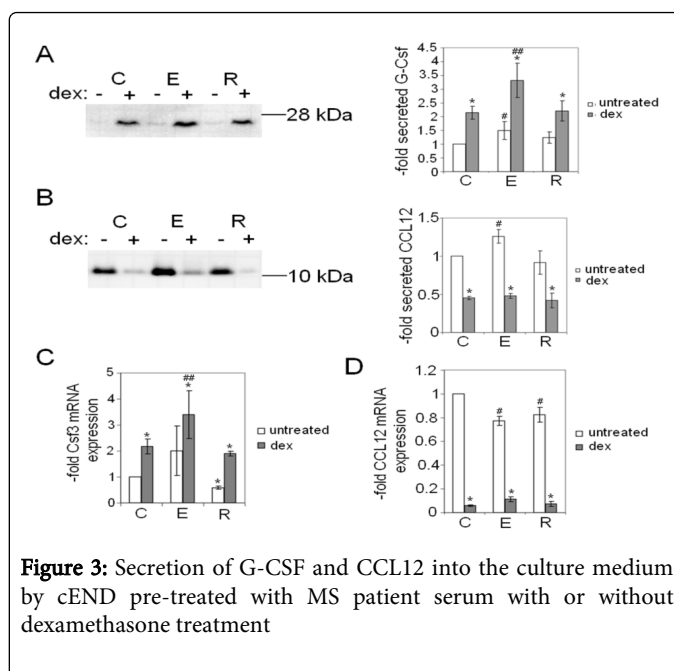 A
C E R
dex: - + - + - +
28 kDa
-fold secreted G-Csf
4.5
4
3.5
3
2.5
2
1.5
1
0.5
0
* # ## * *
C E R
untreated
dex
B
C E R
dex: - + - + - +
10 kDa
-fold secreted CCL12
1.5
1
0.5
0
* # * *
C E R
untreated
dex
C
-fold Csf3 mRNA
expression
5
4
3
2
1
0
* ## * * *
C E R
untreated
dex
D
-fold CCL12 mRNA
expression
1.2
1
0.8
0.6
0.4
0.2
0
* # * # *
C E R
untreated
dex
Figure 3: Secretion of G-CSF and CCL12 into the culture medium
by cEND pre-treated with MS patient serum with or without
dexamethasone treatment